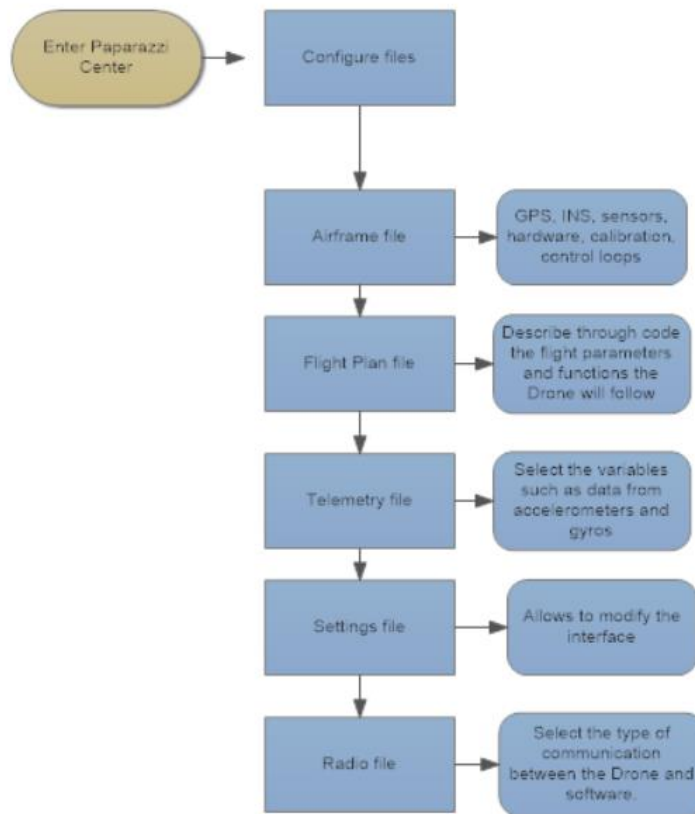 Enter Paparazzi
Center
Configure files
Airframe file
GPS, INS, sensors,
hardware, calibration,
control loops
Flight Plan file
Describe through code
the flight parameters
and functions the
Drone will follow
Telemetry file
Select the variables
such as data from
accelerometers and
gyros
Settings file
Allows to modify the
interface
Radio file
Select the type of
communication
between the Drone and
software.